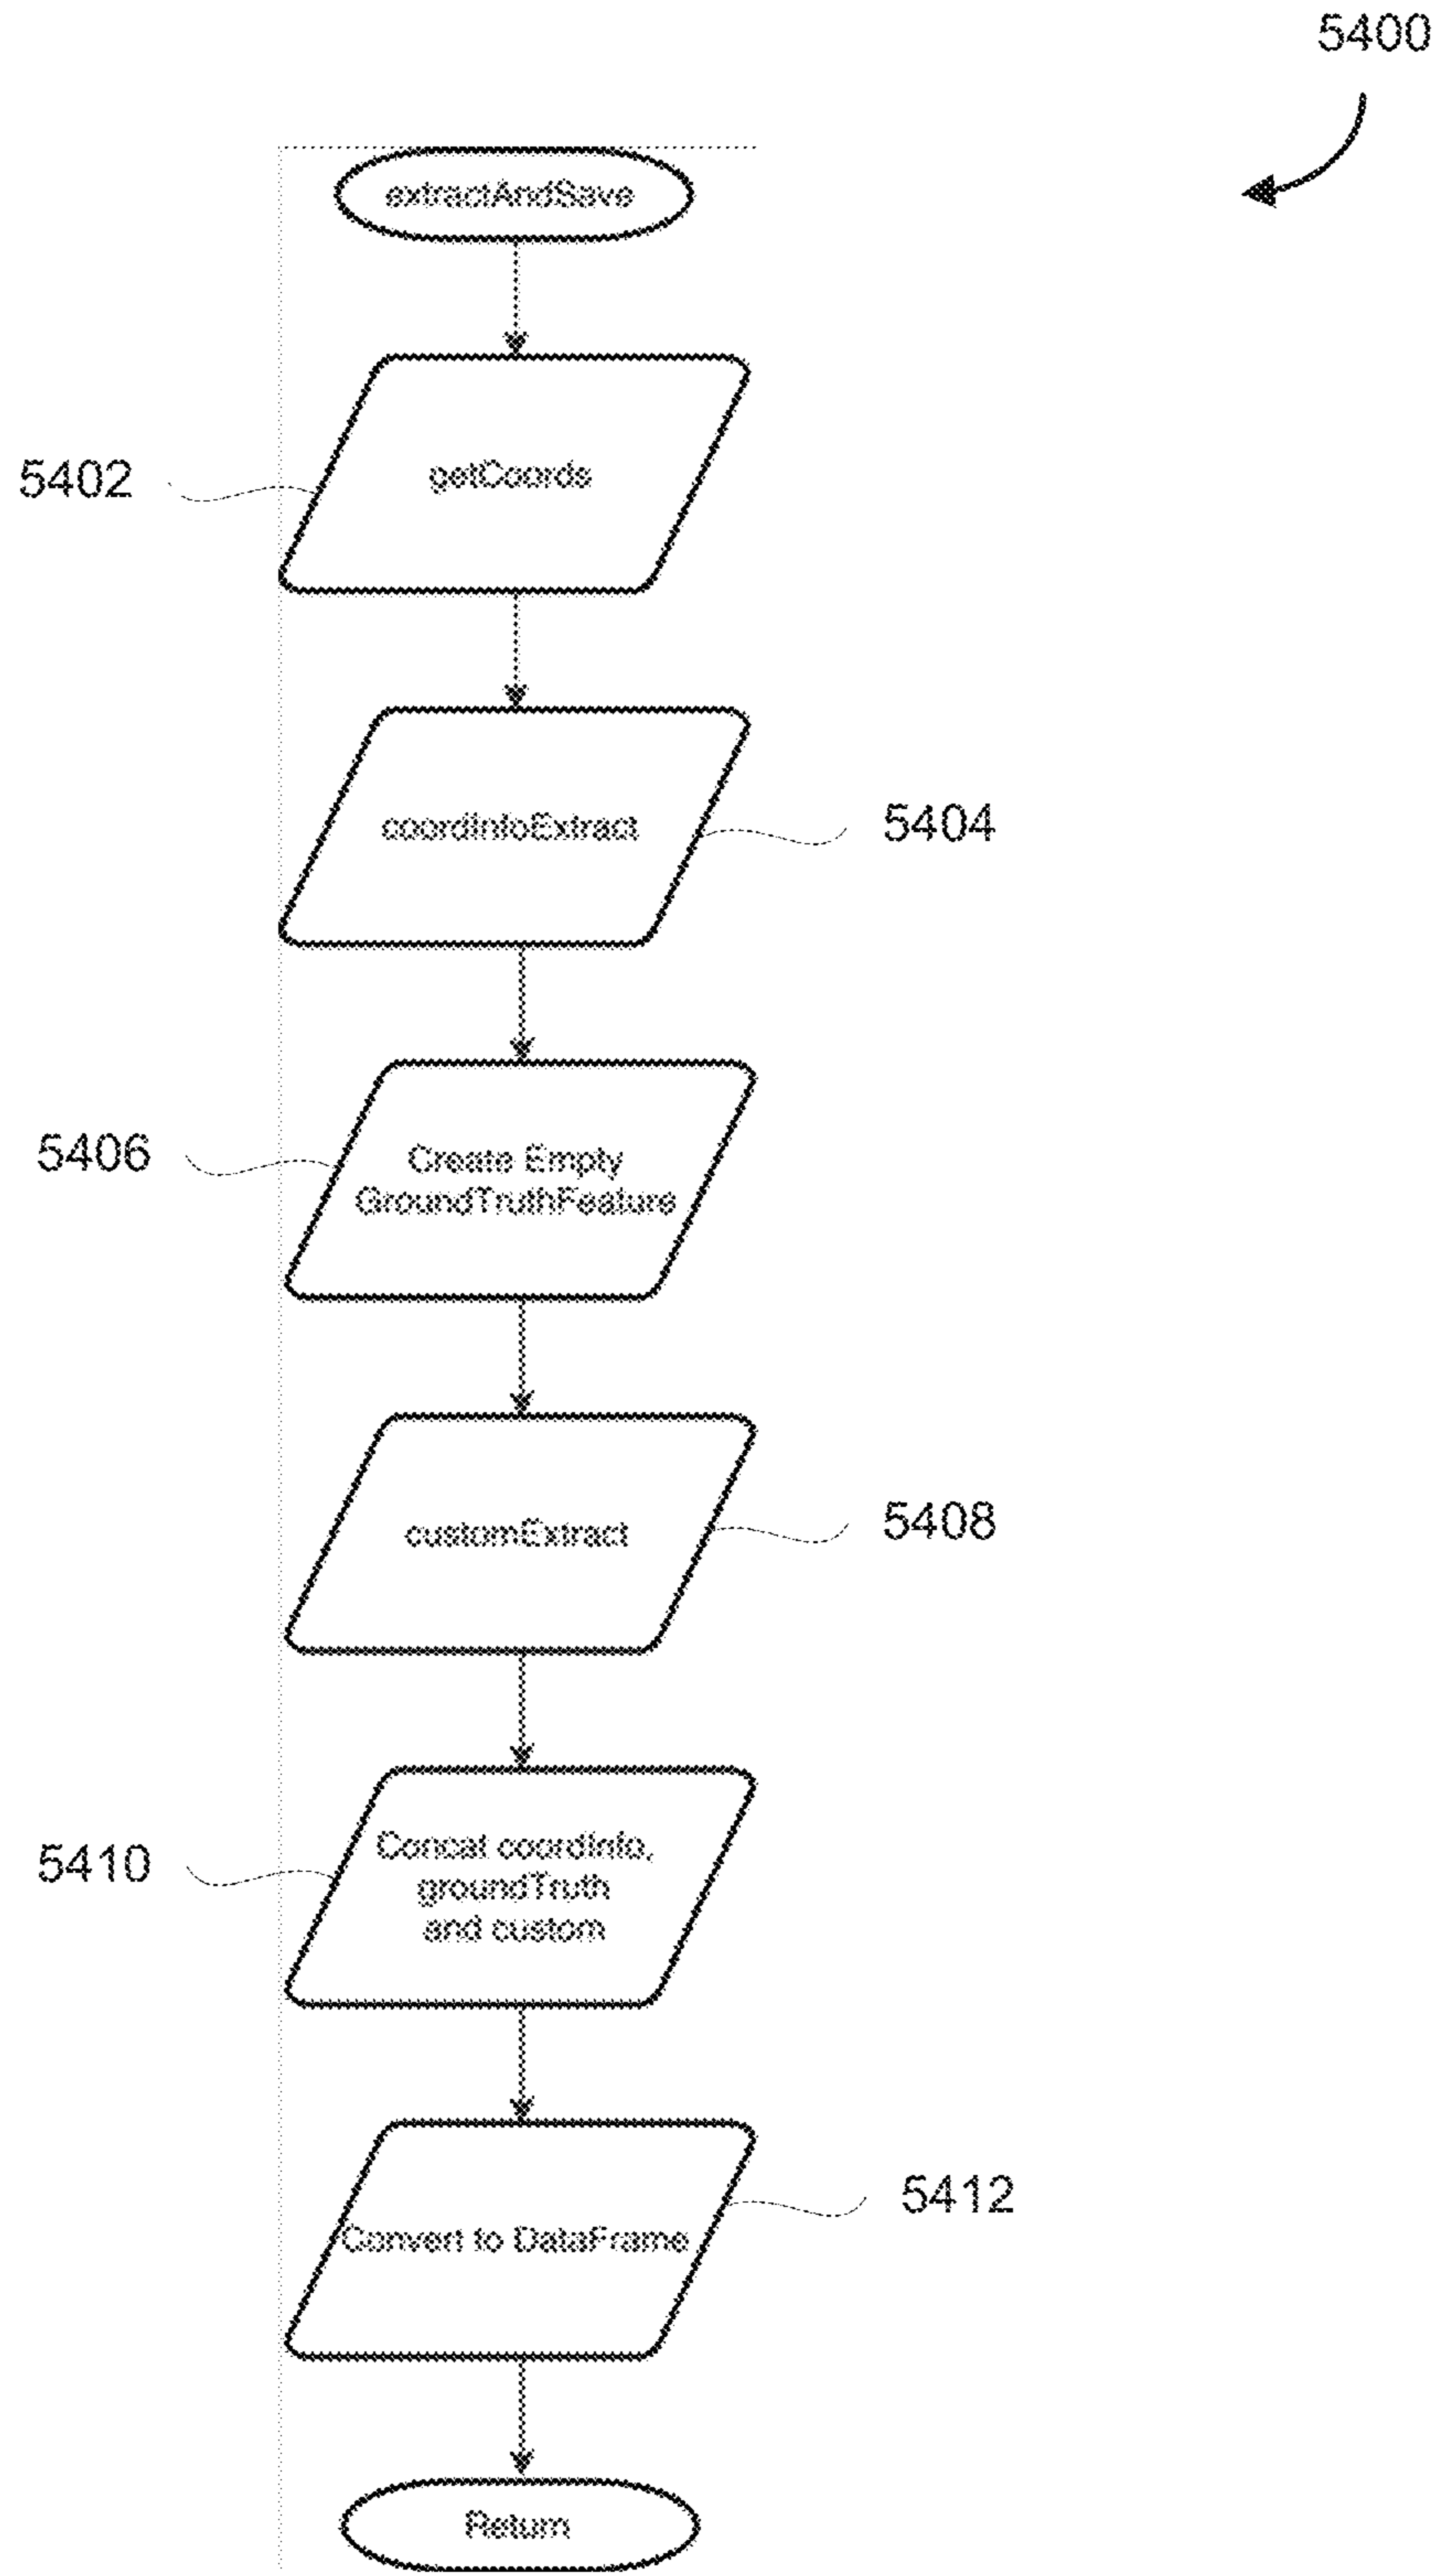 5400
extractAndSave
getCoords
5402
coordInfoExtract
5404
Create Empty
GroundTruthFeature
5406
customExtract
5408
Concat coordInfo,
groundTruth
and custom
5410
Convert to DataFrame
5412
Return